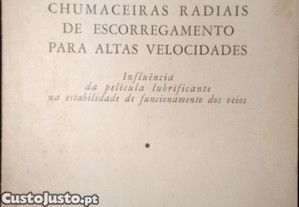 CHUMACEIRAS RADIAIS
DE ESCORREGAMENTO
PARA ALTAS VELOCIDADES
Influência
da película lubrificante
na estabilidade de funcionamento dos veios
CustoJusto.pt